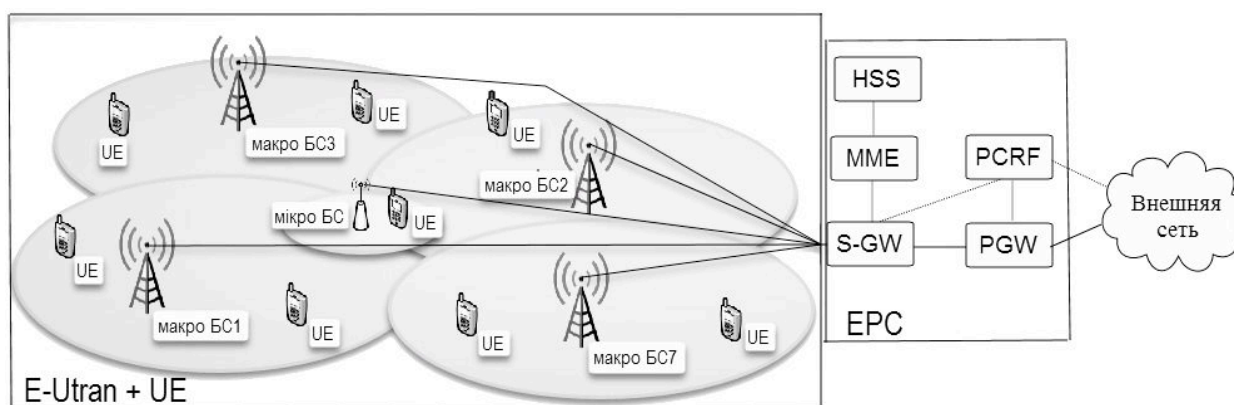 HSS
макро БС3
UE
UE
UE
MME
PCRF
макро БС2
мікро БС
UE
Внешняя
сеть
UE
S-GW
PGW
макро БС1
UE
UE
макро БС7
UE
EPC
E-Utran + UE